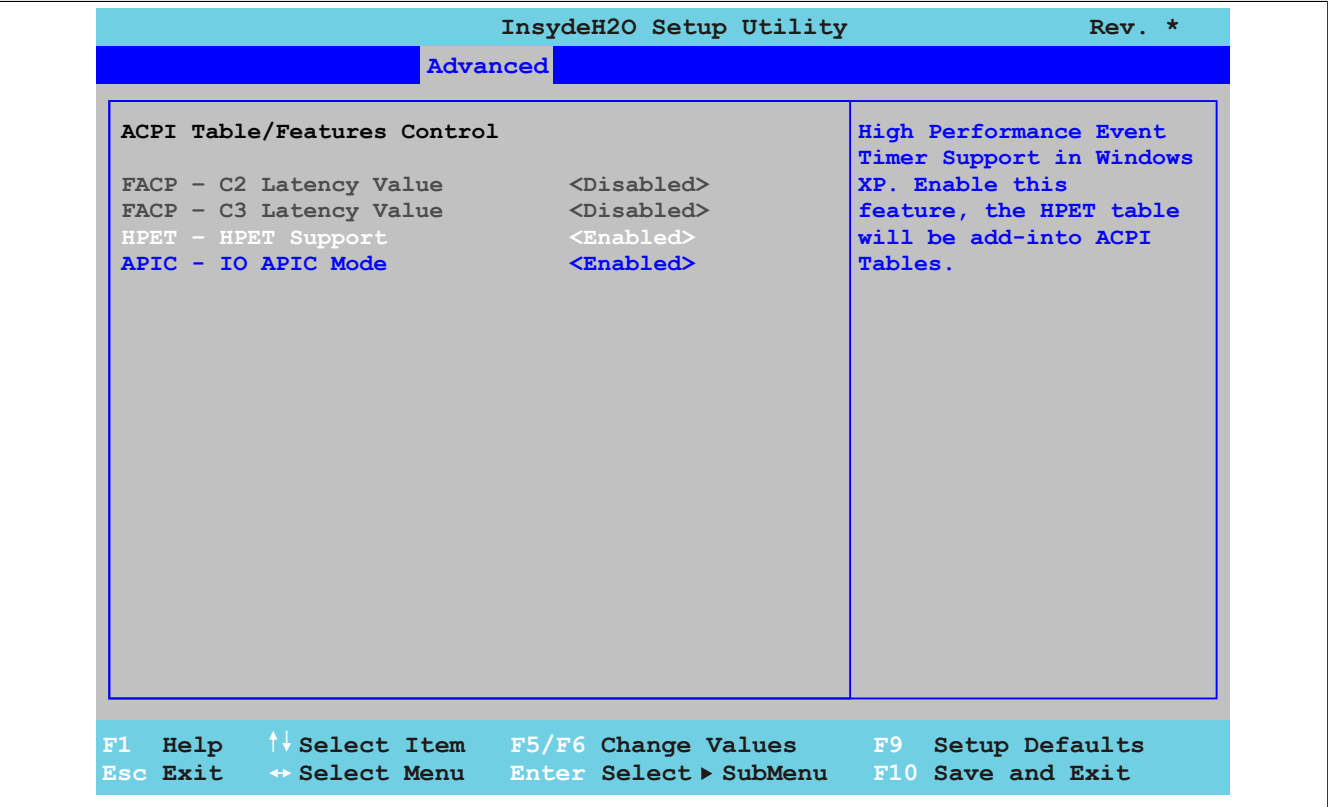 InsydeH2O Setup Utility Rev. *
Advanced
ACPI Table/Features Control
FACP – C2 Latency Value <Disabled>
FACP – C3 Latency Value <Disabled>
HPET – HPET Support <Enabled>
APIC - IO APIC Mode <Enabled>
High Performance Event
Timer Support in Windows
XP. Enable this
feature, the HPET table
will be add-into ACPI
Tables.
F1 Help ↑↓ Select Item F5/F6 Change Values F9 Setup Defaults
Esc Exit ↔ Select Menu Enter Select ▶ SubMenu F10 Save and Exit